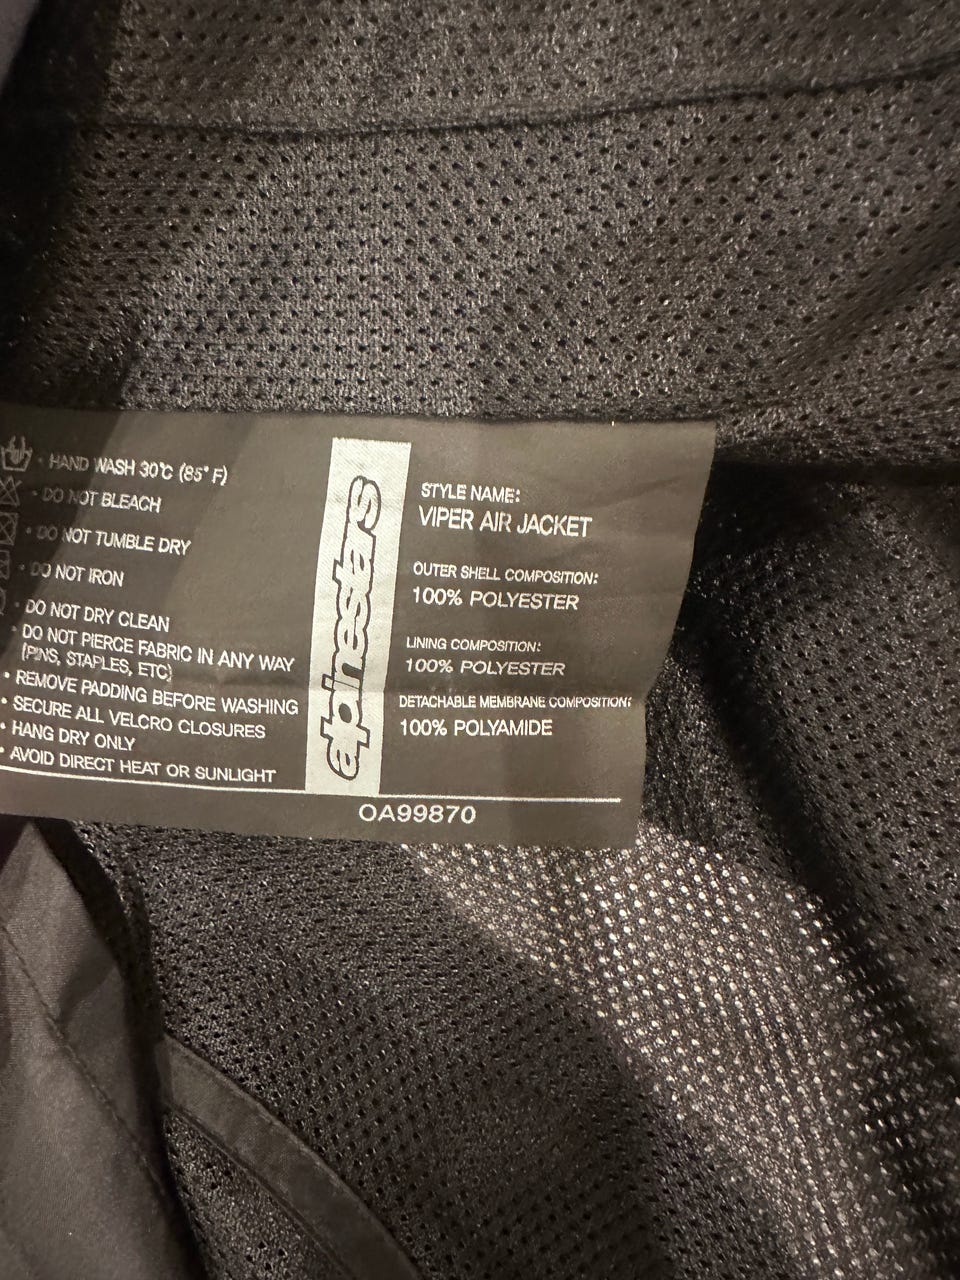 · HAND WASH 30℃ (85° F)
· DO NOT BLEACH
· DO NOT TUMBLE DRY
· DO NOT IRON
· DO NOT DRY CLEAN
· DO NOT PIERCE FABRIC IN ANY WAY
(PINS, STAPLES, ETC)
· REMOVE PADDING BEFORE WASHING
· SECURE ALL VELCRO CLOSURES
· HANG DRY ONLY
· AVOID DIRECT HEAT OR SUNLIGHT
alpinestars
STYLE NAME:
VIPER AIR JACKET
OUTER SHELL COMPOSITION:
100% POLYESTER
LINING COMPOSITION:
100% POLYESTER
DETACHABLE MEMBRANE COMPOSITION:
100% POLYAMIDE
OA99870